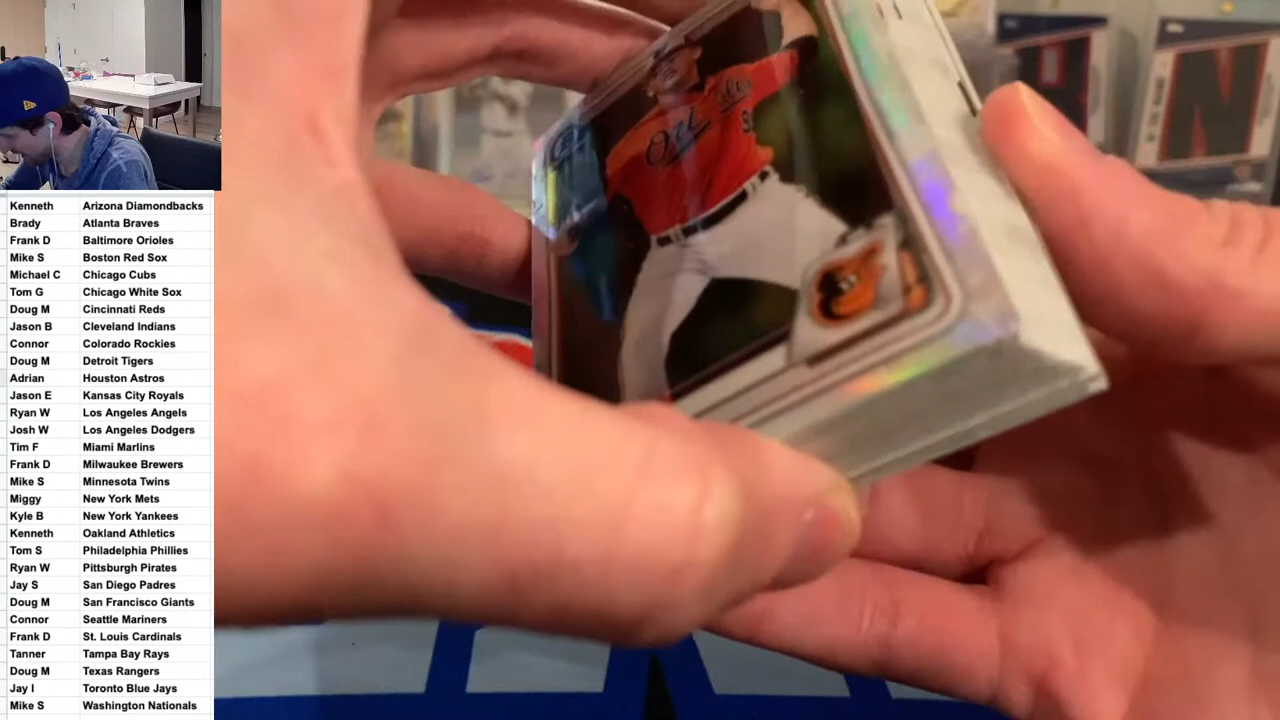 Kenneth Arizona Diamondbacks
Brady Atlanta Braves
Frank D Baltimore Orioles
Mike S Boston Red Sox
Michael C Chicago Cubs
Tom G Chicago White Sox
Doug M Cincinnati Reds
Jason B Cleveland Indians
Connor Colorado Rockies
Doug M Detroit Tigers
Adrian Houston Astros
Jason E Kansas City Royals
Ryan W Los Angeles Angels
Josh W Los Angeles Dodgers
Tim F Miami Marlins
Frank D Milwaukee Brewers
Mike S Minnesota Twins
Miggy New York Mets
Kyle B New York Yankees
Kenneth Oakland Athletics
Tom S Philadelphia Phillies
Ryan W Pittsburgh Pirates
Jay S San Diego Padres
Doug M San Francisco Giants
Connor Seattle Mariners
Frank D St. Louis Cardinals
Tanner Tampa Bay Rays
Doug M Texas Rangers
Jay I Toronto Blue Jays
Mike S Washington Nationals
N